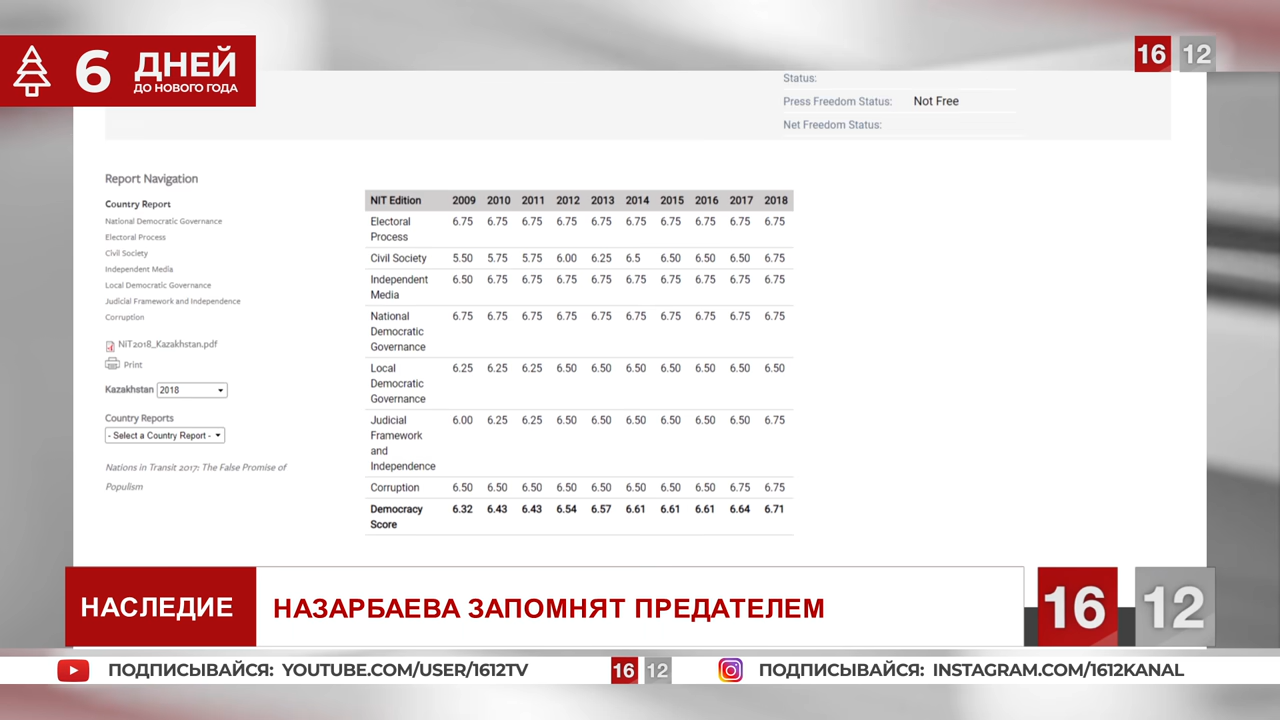 6 ДНЕЙ
ДО НОВОГО ГОДА
16 12
Status:
Press Freedom Status: Not Free
Net Freedom Status:
Report Navigation
Country Report
National Democratic Governance
Electoral Process
Civil Society
Independent Media
Local Democratic Governance
Judicial Framework and Independence
Corruption
NiT2018_Kazakhstan.pdf
Print
Kazakhstan 2018
Country Reports
- Select a Country Report -
Nations in Transit 2017: The False Promise of
Populism
NIT Edition 2009 2010 2011 2012 2013 2014 2015 2016 2017 2018
Electoral 6.75 6.75 6.75 6.75 6.75 6.75 6.75 6.75 6.75 6.75
Process
Civil Society 5.50 5.75 5.75 6.00 6.25 6.5 6.50 6.50 6.50 6.75
Independent 6.50 6.75 6.75 6.75 6.75 6.75 6.75 6.75 6.75 6.75
Media
National 6.75 6.75 6.75 6.75 6.75 6.75 6.75 6.75 6.75 6.75
Democratic
Governance
Local 6.25 6.25 6.25 6.50 6.50 6.50 6.50 6.50 6.50 6.50
Democratic
Governance
Judicial 6.00 6.25 6.25 6.50 6.50 6.50 6.50 6.50 6.50 6.75
Framework
and
Independence
Corruption 6.50 6.50 6.50 6.50 6.50 6.50 6.50 6.50 6.75 6.75
Democracy 6.32 6.43 6.43 6.54 6.57 6.61 6.61 6.61 6.64 6.71
Score
НАСЛЕДИЕ
НАЗАРБАЕВА ЗАПОМНЯТ ПРЕДАТЕЛЕМ
16 12
ПОДПИСЫВАЙСЯ: YOUTUBE.COM/USER/1612TV
16 12
ПОДПИСЫВАЙСЯ: INSTAGRAM.COM/1612KANAL